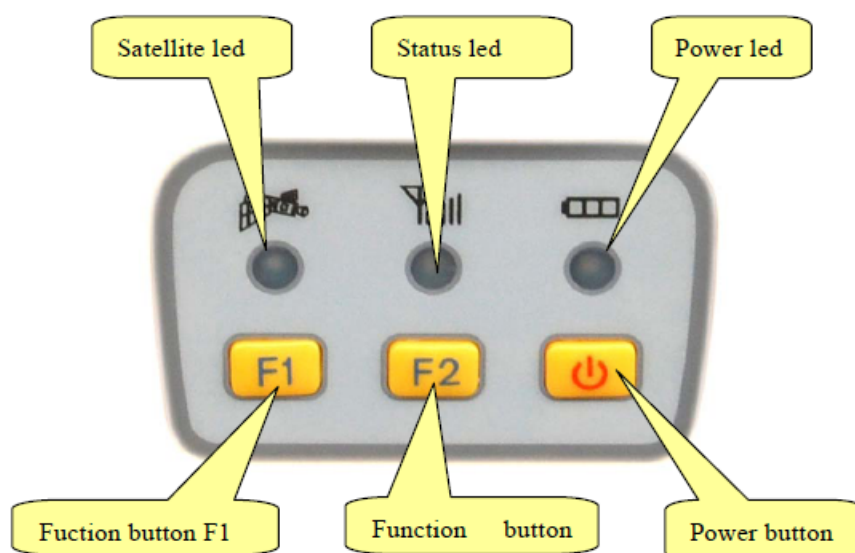 Satellite led
Status led
Power led
F1
F2
Fuction button F1
Function button
Power button